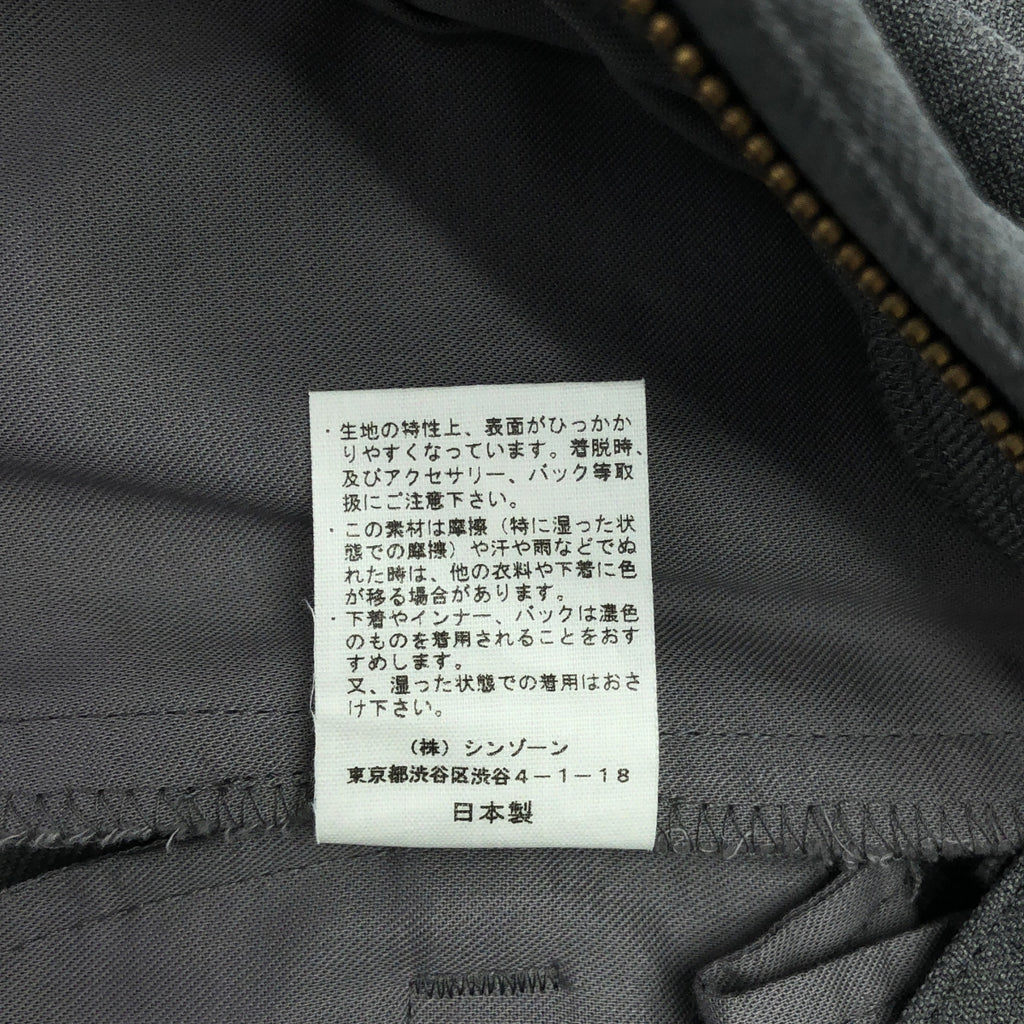 ・生地の特性上、表面がひっかか
りやすくなっています。着脱時、
及びアクセサリー、バック等取
扱にご注意下さい。
・この素材は摩擦（特に湿った状
態での摩擦）や汗や雨などでぬ
れた時は、他の衣料や下着に色
が移る場合があります。
・下着やインナー、バックは濃色
のものを着用されることをおす
すめします。
又、湿った状態での着用はおさ
け下さい。
（株）シンゾーン
東京都渋谷区渋谷４－１－１８
日本製